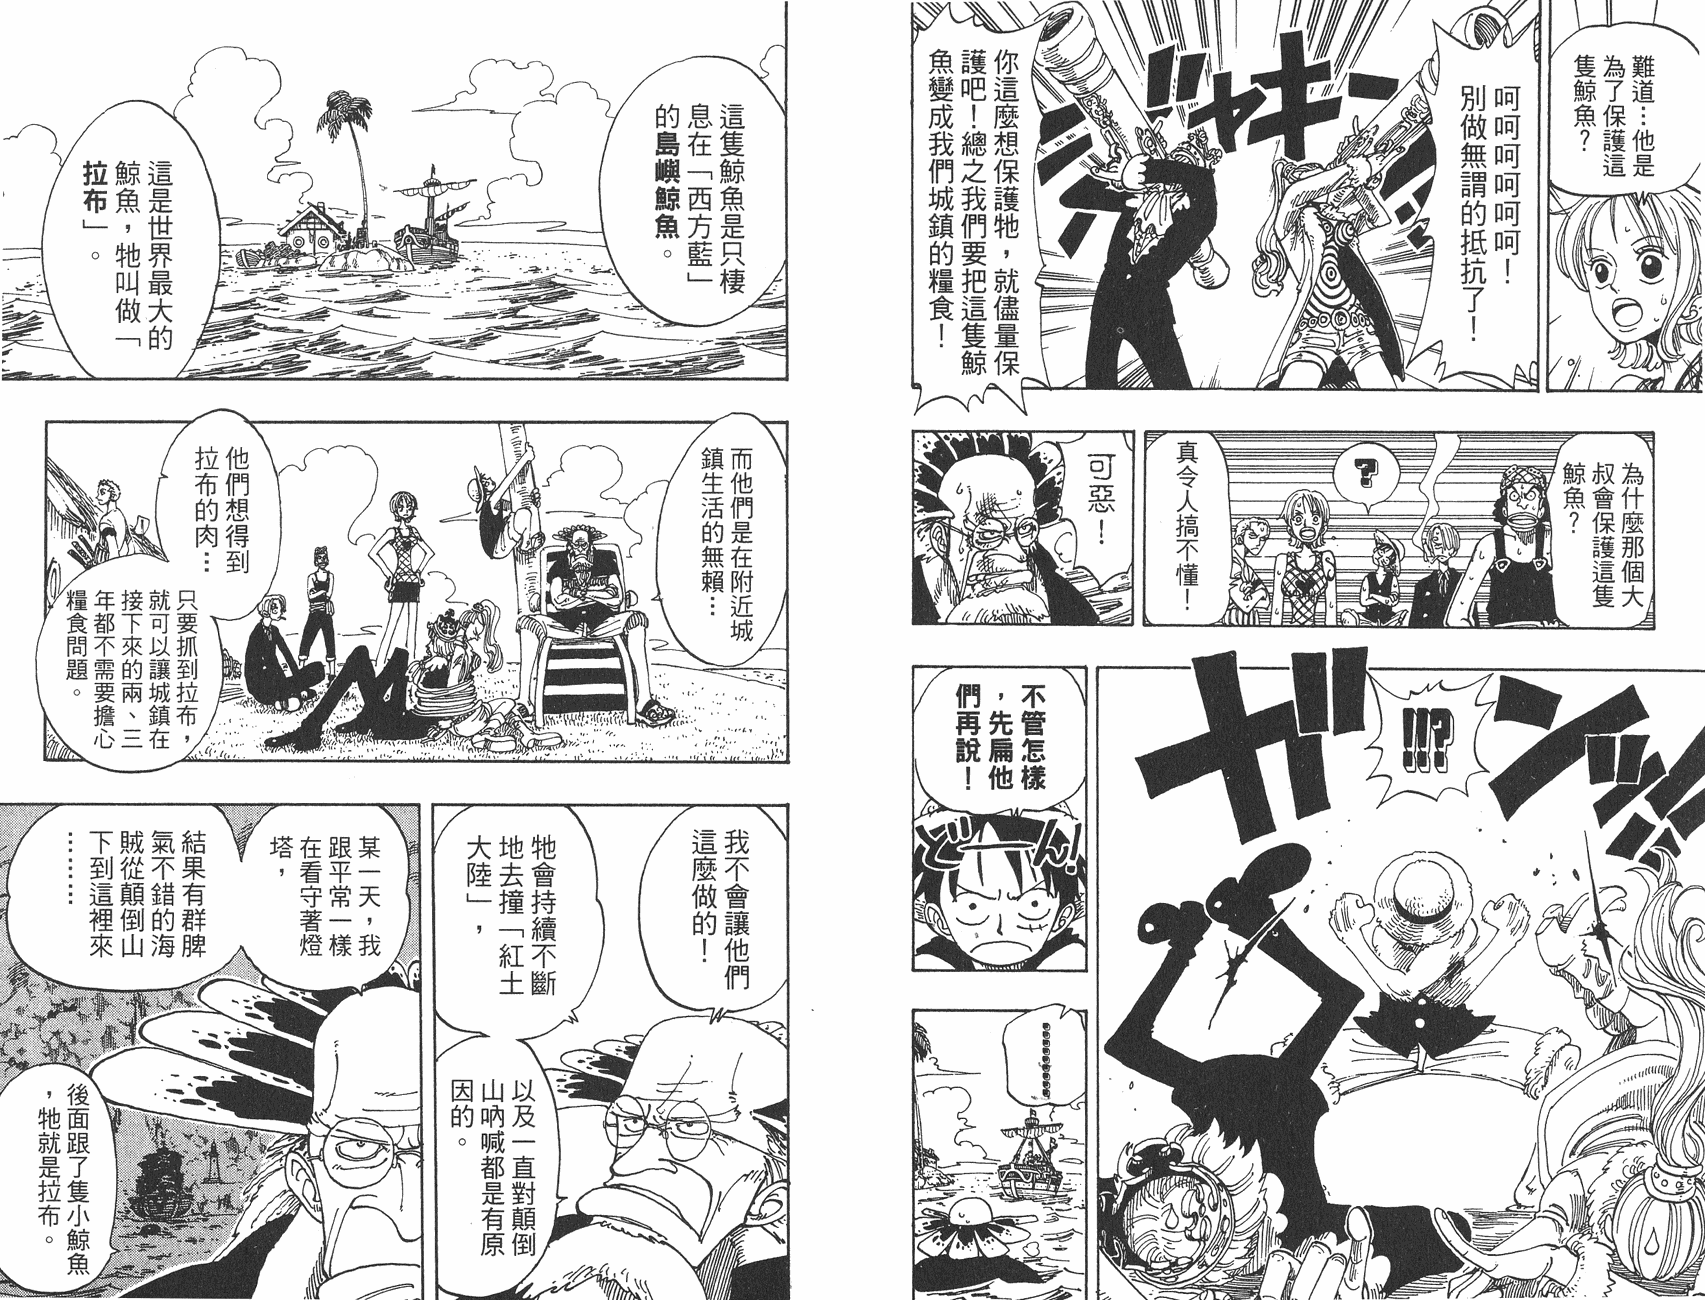 難道…他是
為了保護這
隻鯨魚?
呵呵呵呵呵呵!
別做無謂的抵抗了!
ジャキーン
你這麼想保護牠,就儘量保
護吧!總之我們要把這隻鯨
魚變成我們城鎮的糧食!
為什麼那個大
叔會保護這隻
鯨魚?
?
真令人搞不懂!
可惡!
不管怎樣
,先扁他
們再說!
どーん!
!!?
ガンッ
這隻鯨魚是只棲
息在「西方藍」
的島嶼鯨魚
這是世界最大的
鯨魚,牠叫做「
拉布」。
而他們是在附近城
鎮生活的無賴…
他們想得到
拉布的肉…
只要抓到拉布,
就可以讓城鎮在
接下來的兩、三
年都不需要擔心
糧食問題。
我不會讓他們
這麼做的!
牠會持續不斷
地去撞「紅土
大陸」,
以及一直對顛倒
山吶喊都是有原
因的。
某一天,我
跟平常一樣
在看守著燈
塔,
結果有群脾
氣不錯的海
賊從顛倒山
下到這裡來
………
後面跟了隻小鯨魚
,牠就是拉布。